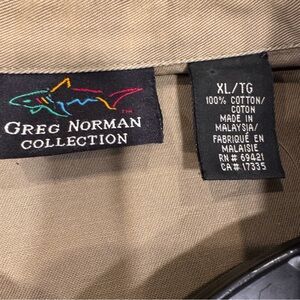 GREG NORMAN
COLLECTION
XL/TG
100% COTTON/
COTON
MADE IN
MALAYSIA/
FABRIQUÉ EN
MALAISIE
RN# 69421
CA# 17335